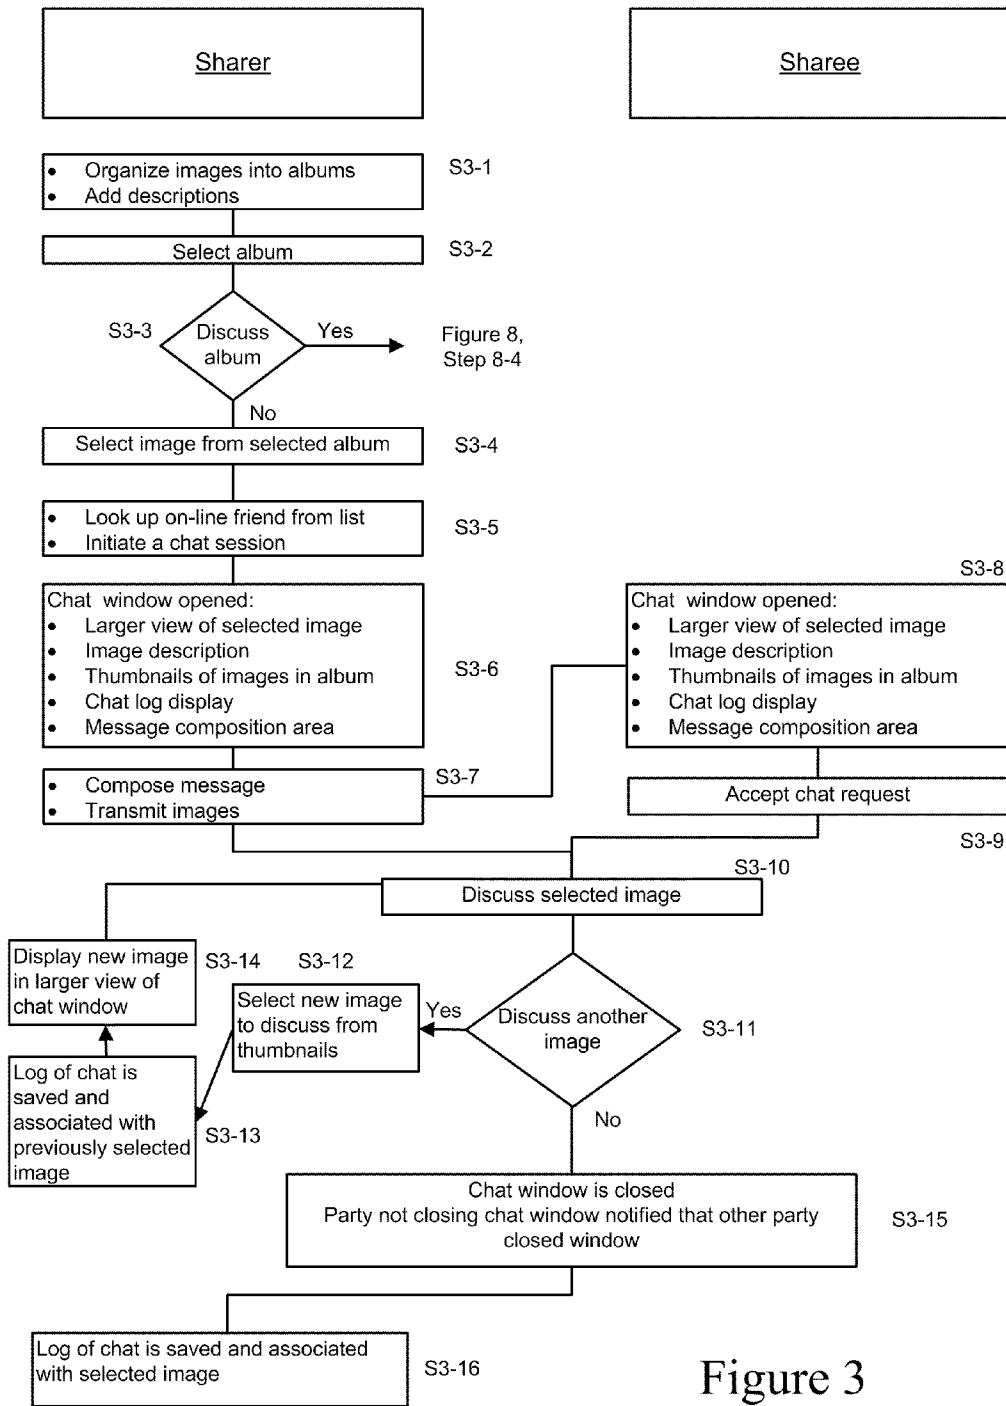 Sharer
Sharee
• Organize images into albums
• Add descriptions
S3-1
Select album
S3-2
S3-3
Discuss
album
Yes
Figure 8,
Step 8-4
No
Select image from selected album
S3-4
• Look up on-line friend from list
• Initiate a chat session
S3-5
Chat window opened:
• Larger view of selected image
• Image description
• Thumbnails of images in album
• Chat log display
• Message composition area
S3-6
S3-8
Chat window opened:
• Larger view of selected image
• Image description
• Thumbnails of images in album
• Chat log display
• Message composition area
• Compose message
• Transmit images
S3-7
Accept chat request
S3-9
S3-10
Discuss selected image
Display new image
in larger view of
chat window
S3-14
S3-12
Select new image
to discuss from
thumbnails
Yes
Discuss another
image
S3-11
Log of chat is
saved and
associated with
previously selected
image
S3-13
No
Chat window is closed
Party not closing chat window notified that other party
closed window
S3-15
Log of chat is saved and associated
with selected image
S3-16
Figure 3